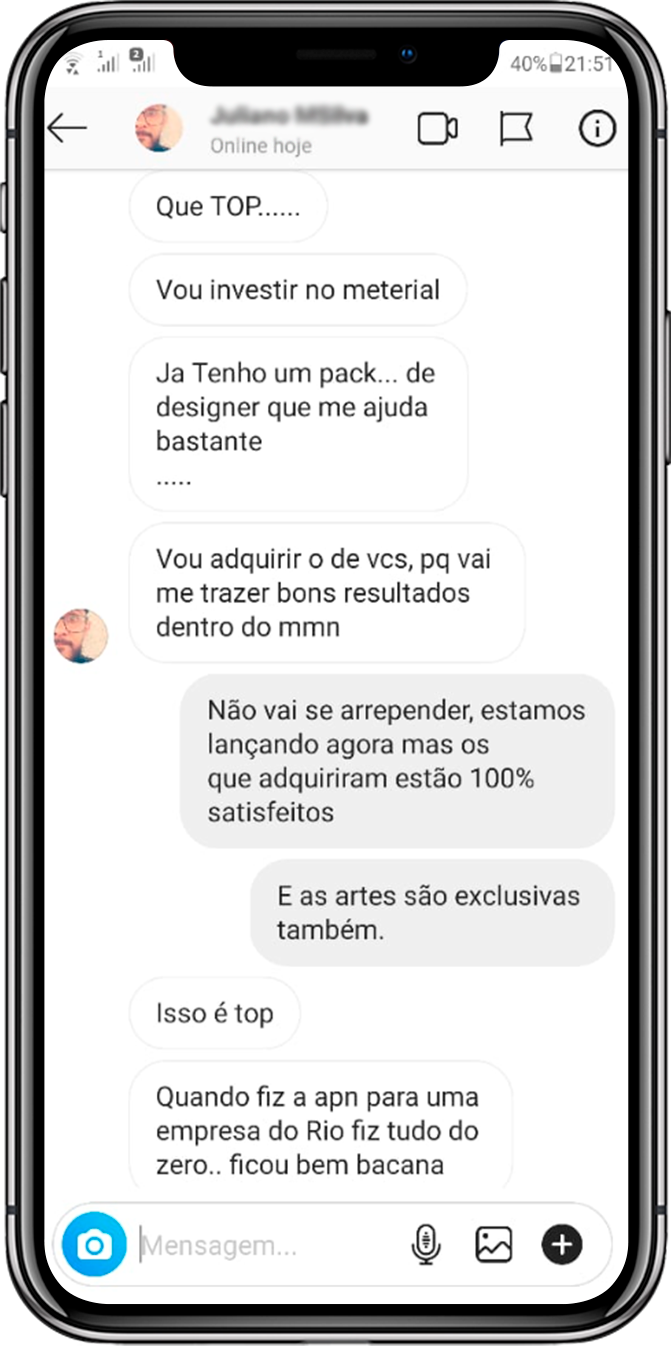 1 2 40% 21:51
Online hoje
Que TOP......
Vou investir no meterial
Ja Tenho um pack... de
designer que me ajuda
bastante
.....
Vou adquirir o de vcs, pq vai
me trazer bons resultados
dentro do mmn
Não vai se arrepender, estamos
lançando agora mas os
que adquiriram estão 100%
satisfeitos
E as artes são exclusivas
também.
Isso é top
Quando fiz a apn para uma
empresa do Rio fiz tudo do
zero.. ficou bem bacana
Mensagem...